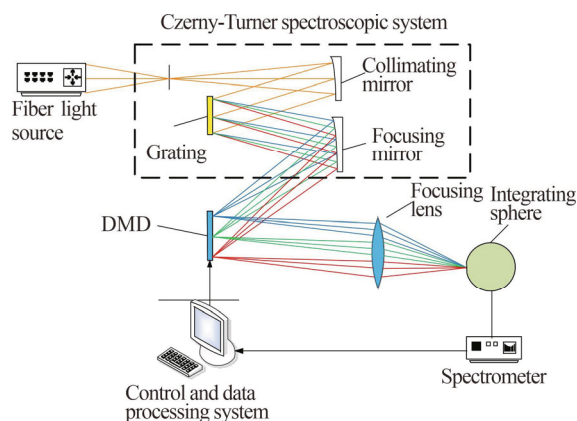 Czerny-Turner spectroscopic system
Collimating
mirror
Fiber light
source
Grating
Focusing
mirror
Focusing
lens
Integrating
sphere
DMD
Spectrometer
Control and data
processing system